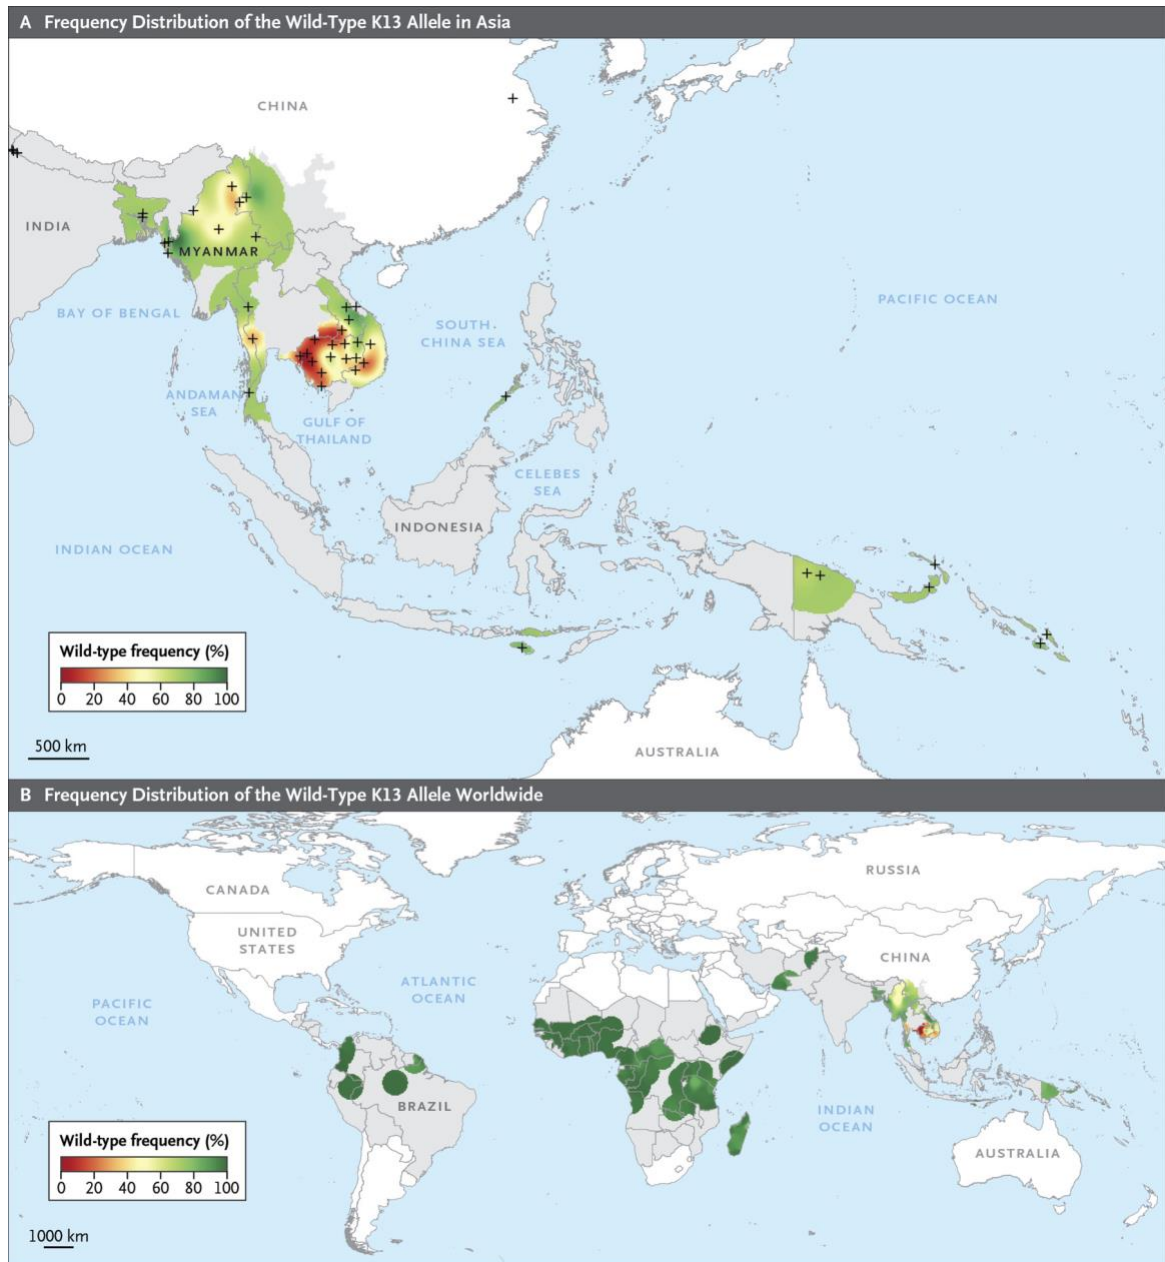 A Frequency Distribution of the Wild-Type K13 Allele in Asia
CHINA
INDIA
MYANMAR
BAY OF BENGAL
PACIFIC OCEAN
SOUTH
CHINA SEA
ANDAMAN
SEA
GULF OF
THAILAND
CELEBES
SEA
INDONESIA
INDIAN OCEAN
Wild-type frequency (%)
0 20 40 60 80 100
500 km
AUSTRALIA
B Frequency Distribution of the Wild-Type K13 Allele Worldwide
RUSSIA
CANADA
UNITED
STATES
CHINA
ATLANTIC
OCEAN
PACIFIC
OCEAN
BRAZIL
INDIAN
OCEAN
AUSTRALIA
Wild-type frequency (%)
0 20 40 60 80 100
1000 km